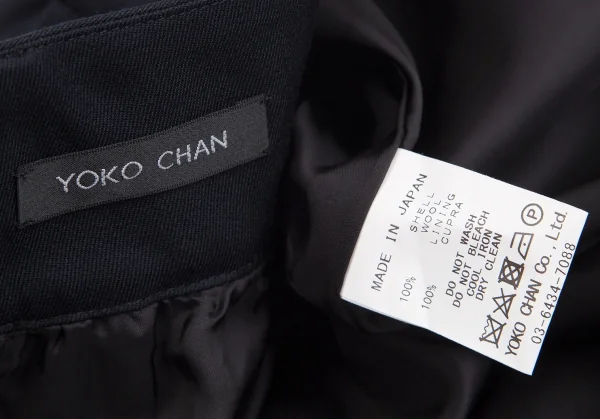 YOKO CHAN
MADE IN JAPAN
SHELL
100% WOOL
LINING
100% CUPRA
DO NOT WASH
DO NOT BLEACH
COOL IRON
DRY CLEAN
P
YOKO CHAN Co., Ltd.
03-6434-7088